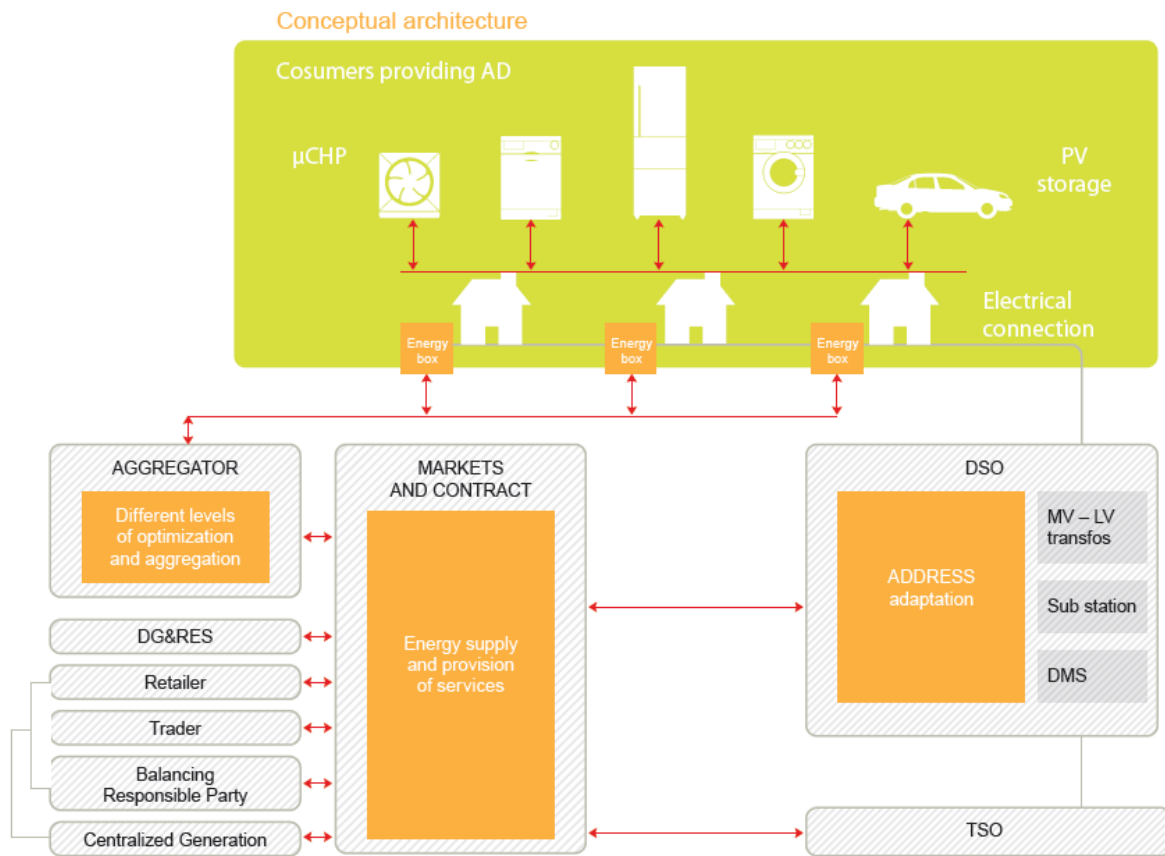 Conceptual architecture
Cosumers providing AD
µCHP
PV
storage
Electrical
connection
Energy
box
Energy
box
Energy
box
AGGREGATOR
Different levels
of optimization
and aggregation
MARKETS
AND CONTRACT
Energy supply
and provision
of services
DSO
ADDRESS
adaptation
MV – LV
transfos
Sub station
DMS
DG&RES
Retailer
Trader
Balancing
Responsible Party
Centralized Generation
TSO